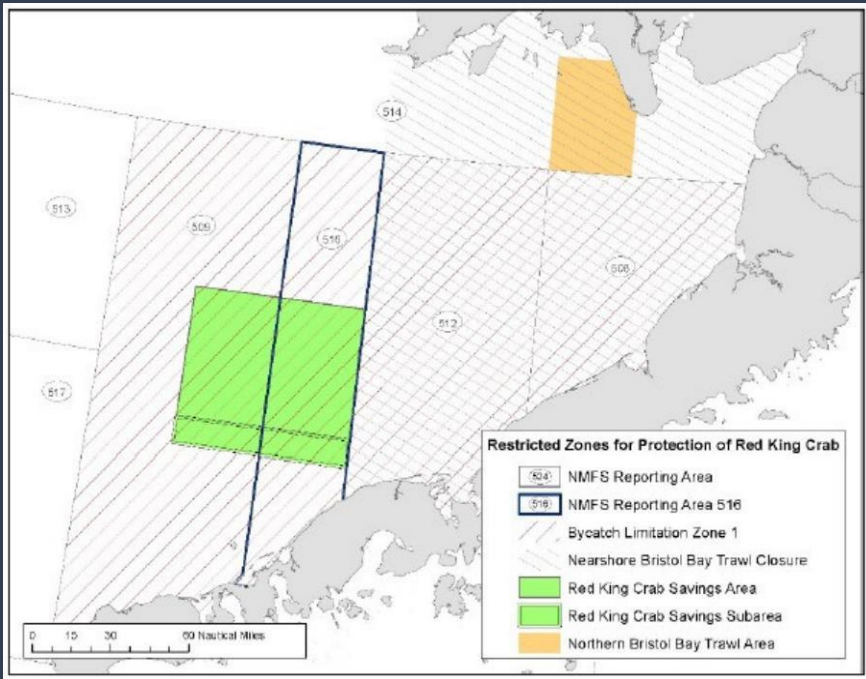 514
513
509
516
508
512
517
Restricted Zones for Protection of Red King Crab
524 NMFS Reporting Area
516 NMFS Reporting Area 516
Bycatch Limitation Zone 1
Nearshore Bristol Bay Trawl Closure
Red King Crab Savings Area
Red King Crab Savings Subarea
Northern Bristol Bay Trawl Area
0 15 30 60 Nautical Miles